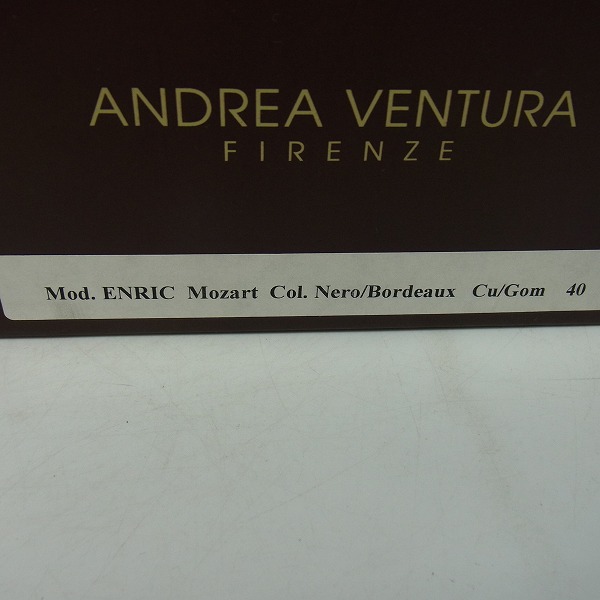 ANDREA VENTURA
FIRENZE
Mod. ENRIC Mozart Col. Nero/Bordeaux Cu/Gom 40